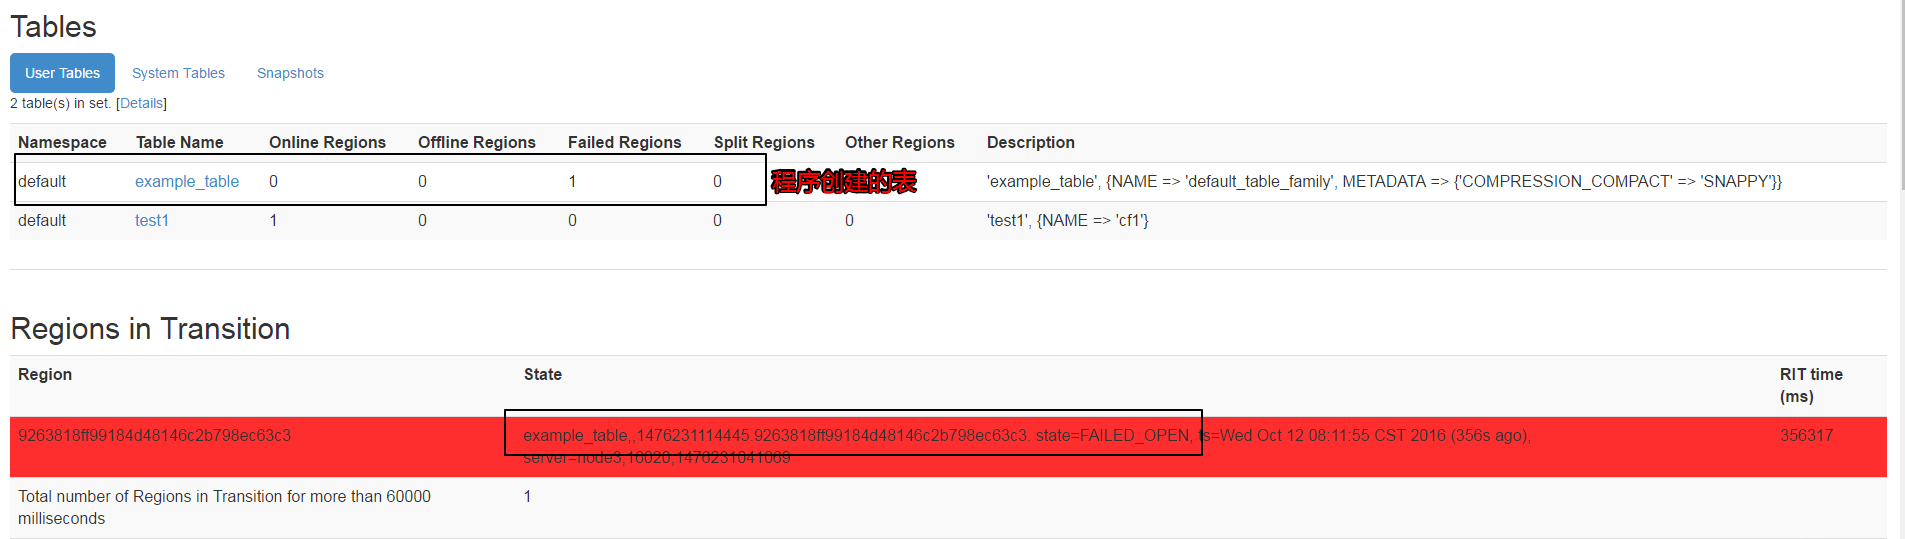 Tables
User Tables System Tables Snapshots
2 table(s) in set. [Details]
Namespace Table Name Online Regions Offline Regions Failed Regions Split Regions Other Regions Description
default example_table 0 0 1 0 程序创建的表 'example_table', {NAME => 'default_table_family', METADATA => {'COMPRESSION_COMPACT' => 'SNAPPY'}}
default test1 1 0 0 0 0 'test1', {NAME => 'cf1'}
Regions in Transition
Region State RIT time (ms)
9263818ff99184d48146c2b798ec63c3 example_table,,1476231114445.9263818ff99184d48146c2b798ec63c3. state=FAILED_OPEN, ts=Wed Oct 12 08:11:55 CST 2016 (356s ago), 356317
server=node3,16020,1476231041069
Total number of Regions in Transition for more than 60000 1
milliseconds